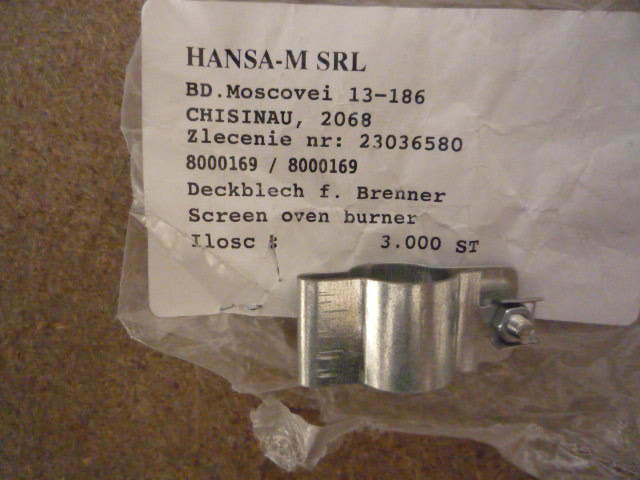 HANSA-M SRL
BD.Moscovei 13-186
CHISINAU, 2068
Zlecenie nr: 23036580
8000169 / 8000169
Deckblech f. Brenner
Screen oven burner
Ilosc : 3.000 ST